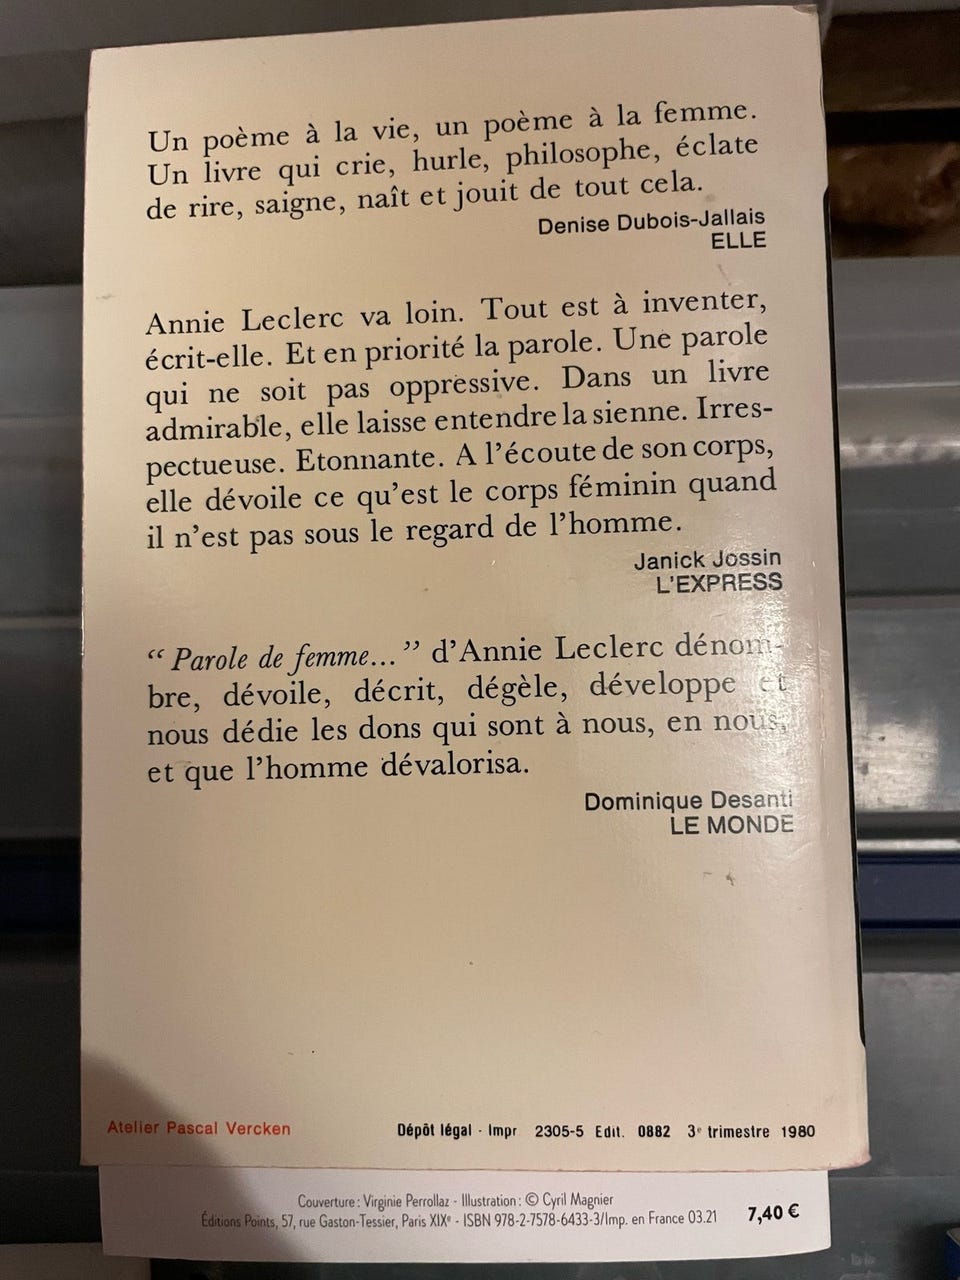 Un poème à la vie, un poème à la femme.
Un livre qui crie, hurle, philosophe, éclate
de rire, saigne, naît et jouit de tout cela.
Denise Dubois-Jallais
ELLE
Annie Leclerc va loin. Tout est à inventer,
écrit-elle. Et en priorité la parole. Une parole
qui ne soit pas oppressive. Dans un livre
admirable, elle laisse entendre la sienne. Irres-
pectueuse. Etonnante. A l'écoute de son corps,
elle dévoile ce qu'est le corps féminin quand
il n'est pas sous le regard de l'homme.
Janick Jossin
L'EXPRESS
“ Parole de femme... ” d'Annie Leclerc dénom-
bre, dévoile, décrit, dégèle, développe et
nous dédie les dons qui sont à nous, en nous,
et que l'homme dévalorisa.
Dominique Desanti
LE MONDE
Atelier Pascal Vercken
Dépôt légal - Impr 2305-5 Edit. 0882 3e trimestre 1980
Couverture : Virginie Perrollaz - Illustration : © Cyril Magnier
Éditions Points, 57, rue Gaston-Tessier, Paris XIXe - ISBN 978-2-7578-6433-3/Imp. en France 03.21
7,40 €